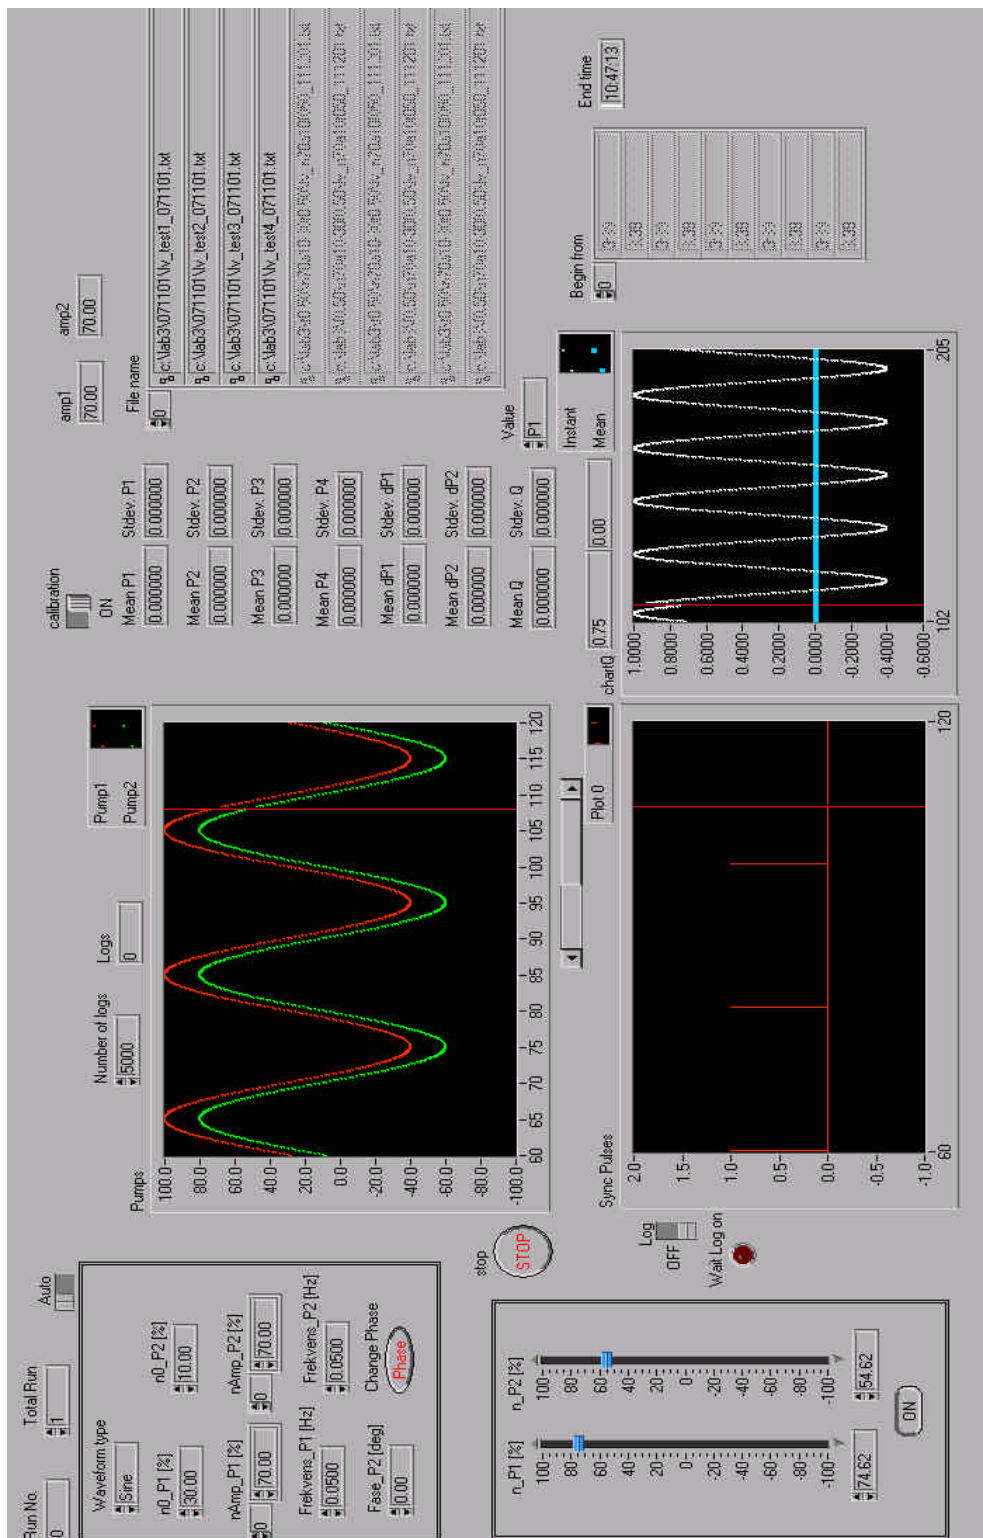 Run No.
0
Total Run
1
Auto
Waveform type
Sine
n0_P1 [%]
30.00
n0_P2 [%]
10.00
nAmp_P1 [%]
0
70.00
nAmp_P2 [%]
0
70.00
Frekvens_P1 [Hz]
0.0500
Frekvens_P2 [Hz]
0.0500
Fase_P2 [deg]
0.00
Change Phase
Phase
stop
STOP
n_P1 [%]
100
80
60
40
20
0
-20
-40
-60
-80
-100
74.62
n_P2 [%]
100
80
60
40
20
0
-20
-40
-60
-80
-100
54.62
ON
Log
OFF
Wait Log on
Number of logs
5000
Logs
0
Pumps
Pump1
Pump2
100.0
80.0
60.0
40.0
20.0
0.0
-20.0
-40.0
-60.0
-80.0
-100.0
60 65 70 75 80 85 90 95 100 105 110 115 120
Sync Pulses
Plot 0
2.0
1.5
1.0
0.5
0.0
-0.5
-1.0
60 120
calibration
ON
Mean P1 Stdev. P1
0.000000 0.000000
Mean P2 Stdev. P2
0.000000 0.000000
Mean P3 Stdev. P3
0.000000 0.000000
Mean P4 Stdev. P4
0.000000 0.000000
Mean dP1 Stdev. dP1
0.000000 0.000000
Mean dP2 Stdev. dP2
0.000000 0.000000
Mean Q Stdev. Q
0.000000 0.000000
Value
P1
chartQ
0.75 0.00
Instant
Mean
1.0000
0.8000
0.6000
0.4000
0.2000
0.0000
-0.2000
-0.4000
-0.6000
102 205
amp1
70.00
amp2
70.00
File name
0
c:\lab3\071101\lv_test1_071101.txt
c:\lab3\071101\lv_test2_071101.txt
c:\lab3\071101\lv_test3_071101.txt
c:\lab3\071101\lv_test4_071101.txt
Begin from
0
End time
10:47:13